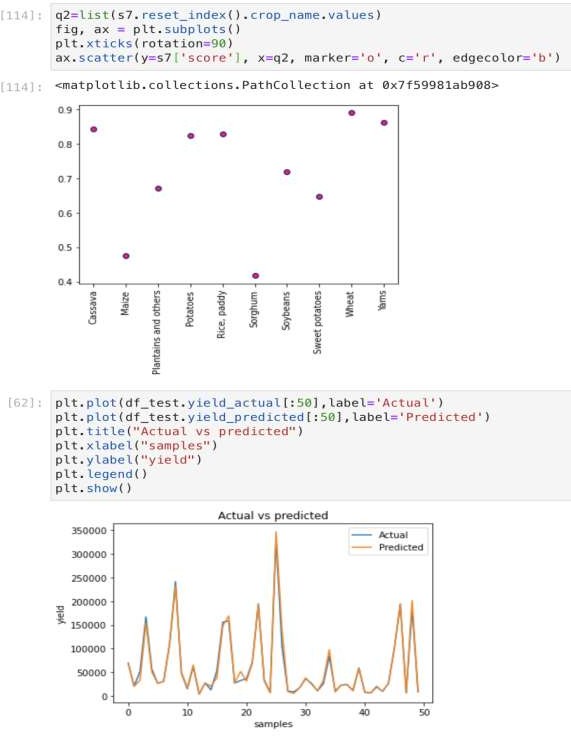 [114]: q2=list(s7.reset_index().crop_name.values)
fig, ax = plt.subplots()
plt.xticks(rotation=90)
ax.scatter(y=s7['score'], x=q2, marker='o', c='r', edgecolor='b')
[114]: <matplotlib.collections.PathCollection at 0x7f59981ab908>
0.9
0.8
0.7
0.6
0.5
0.4
Cassava
Maize
Plantains and others
Potatoes
Rice, paddy
Sorghum
Soybeans
Sweet potatoes
Wheat
Yams
[62]: plt.plot(df_test.yield_actual[:50],label='Actual')
plt.plot(df_test.yield_predicted[:50],label='Predicted')
plt.title("Actual vs predicted")
plt.xlabel("samples")
plt.ylabel("yield")
plt.legend()
plt.show()
Actual vs predicted
Actual
Predicted
350000
300000
250000
200000
150000
100000
50000
0
yield
0 10 20 30 40 50
samples